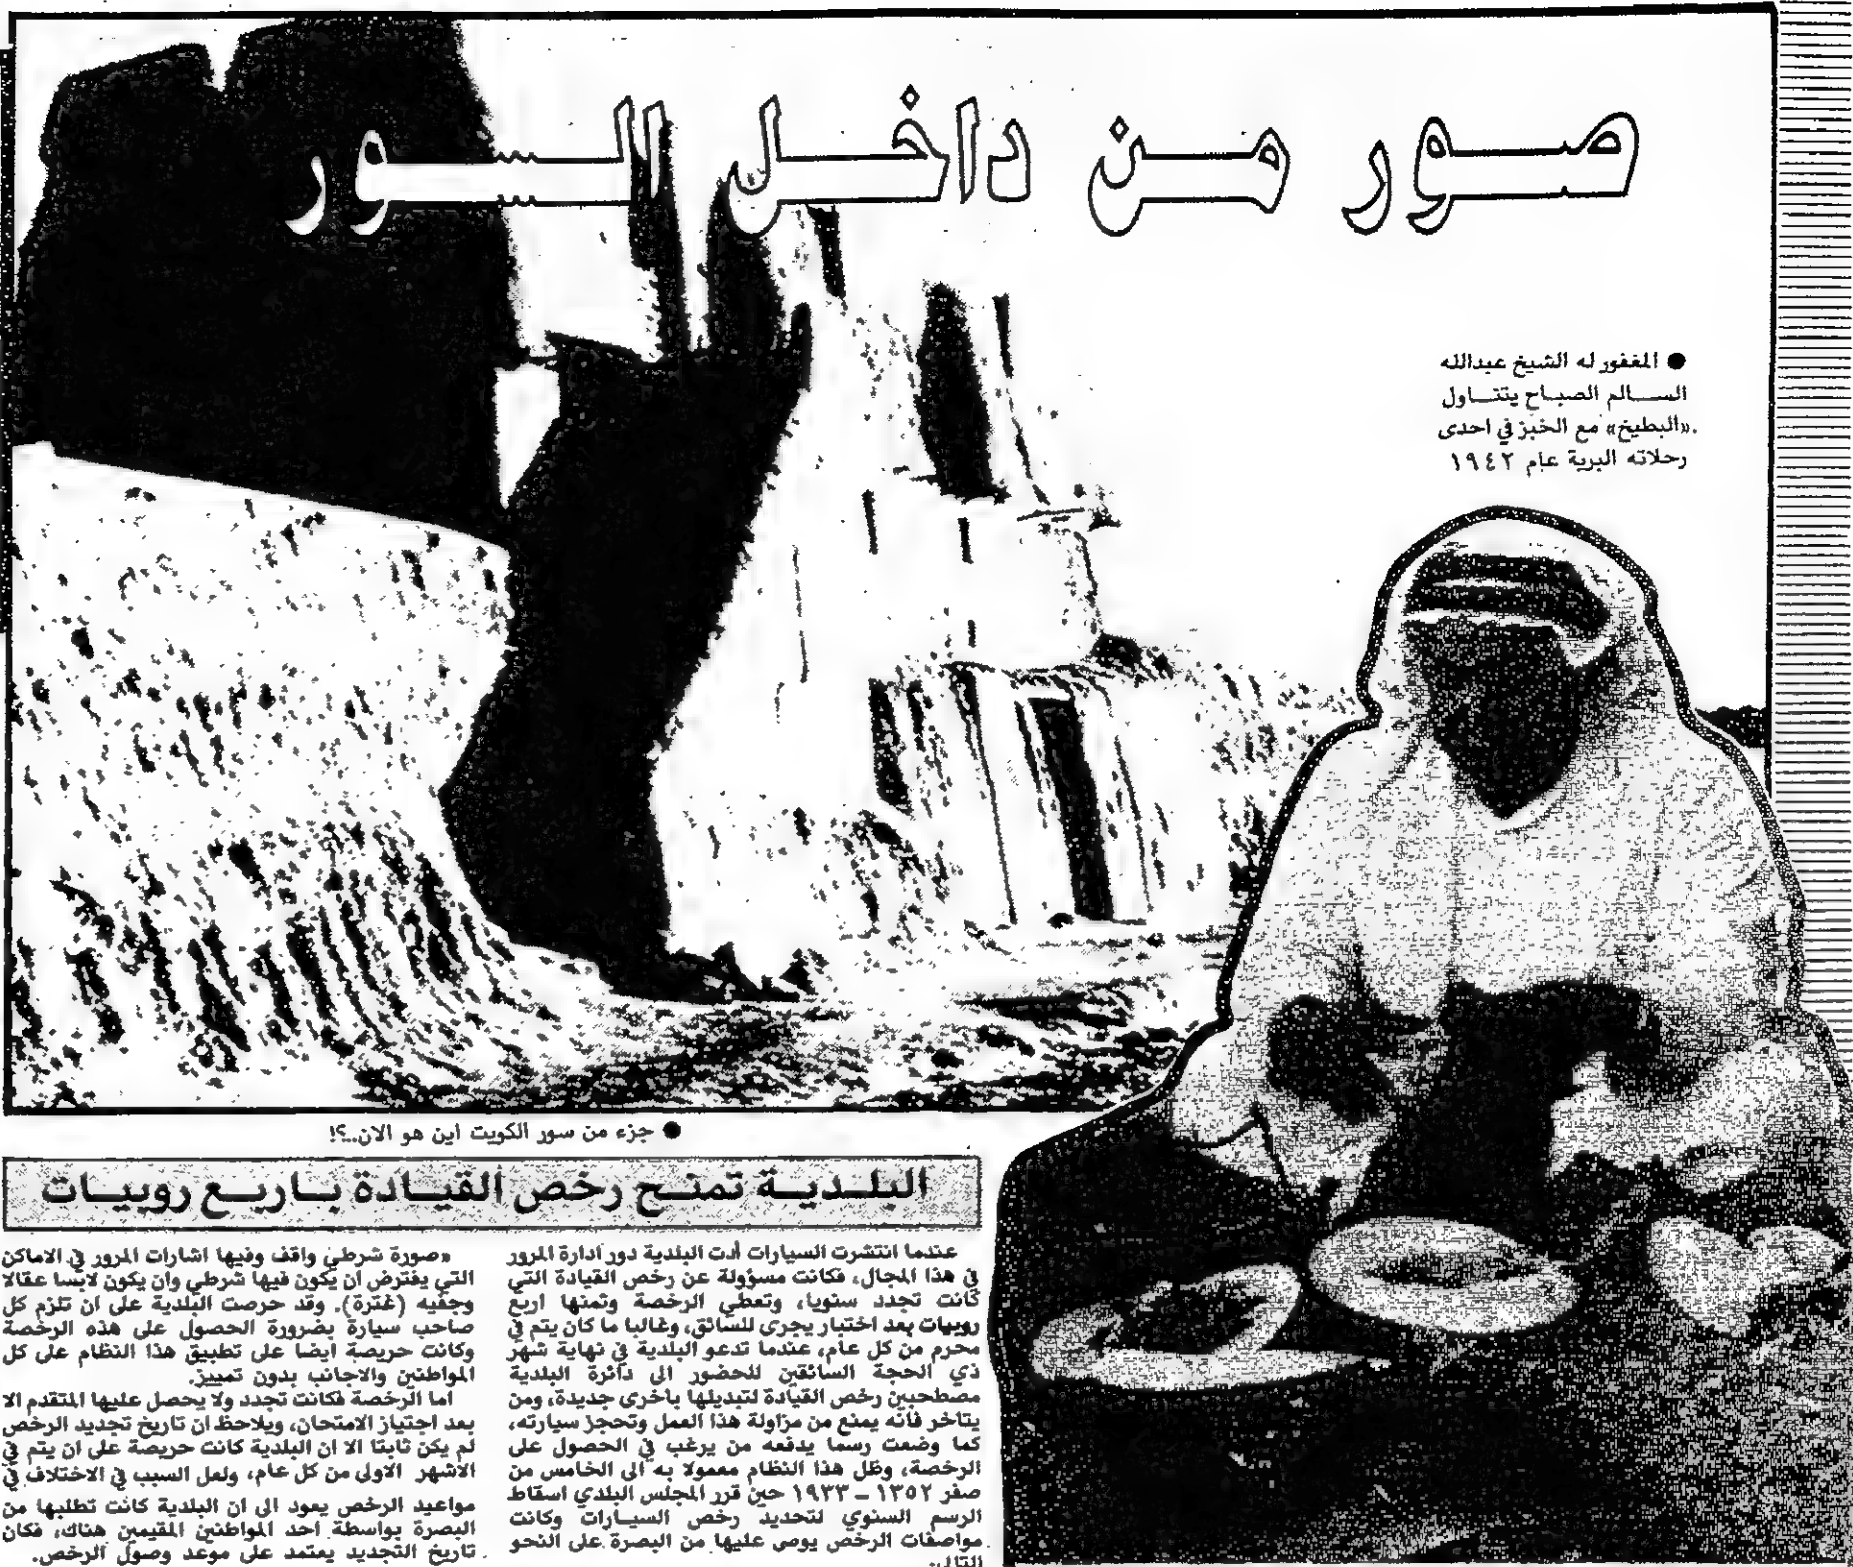 صور من داخل السور
● المغفور له الشيخ عبدالله
السالم الصباح يتناول
«البطيخ» مع الخبز في احدى
رحلاته البرية عام ١٩٤٢
● جزء من سور الكويت اين هو الان..؟!
البلدية تمنح رخص القيادة باربع روبيات
عندما انتشرت السيارات أدت البلدية دور ادارة المرور
في هذا المجال، فكانت مسؤولة عن رخص القيادة التي
كانت تجدد سنويا، وتعطي الرخصة وثمنها اربع
روبيات بعد اختبار يجرى للسائق، وغالبا ما كان يتم في
محرم من كل عام، عندما تدعو البلدية في نهاية شهر
ذي الحجة السائقين للحضور الى دائرة البلدية
مصطحبين رخص القيادة لتبديلها باخرى جديدة، ومن
يتاخر فانه يمنع من مزاولة هذا العمل وتحجز سيارته،
كما وضعت رسما يدفعه من يرغب في الحصول على
الرخصة، وظل هذا النظام معمولا به الى الخامس من
صفر ١٣٥٢ - ١٩٣٣ حين قرر المجلس البلدي اسقاط
الرسم السنوي لتحديد رخص السيارات وكانت
مواصفات الرخص يوصى عليها من البصرة على النحو
التالي:
«صورة شرطي واقف وفيها اشارات المرور في الاماكن
التي يفترض ان يكون فيها شرطي وان يكون لابسا عقالا
وجفيه (غترة). وقد حرصت البلدية على ان تلزم كل
صاحب سيارة بضرورة الحصول على هذه الرخصة
وكانت حريصة ايضا على تطبيق هذا النظام على كل
المواطنين والاجانب بدون تمييز.
اما الرخصة فكانت تجدد ولا يحصل عليها المتقدم الا
بعد اجتياز الامتحان، ويلاحظ ان تاريخ تجديد الرخص
لم يكن ثابتا الا ان البلدية كانت حريصة على ان يتم في
الاشهر الاولى من كل عام، ولعل السبب في الاختلاف في
مواعيد الرخص يعود الى ان البلدية كانت تطلبها من
البصرة بواسطة احد المواطنين المقيمين هناك، فكان
تاريخ التجديد يعتمد على موعد وصول الرخص.